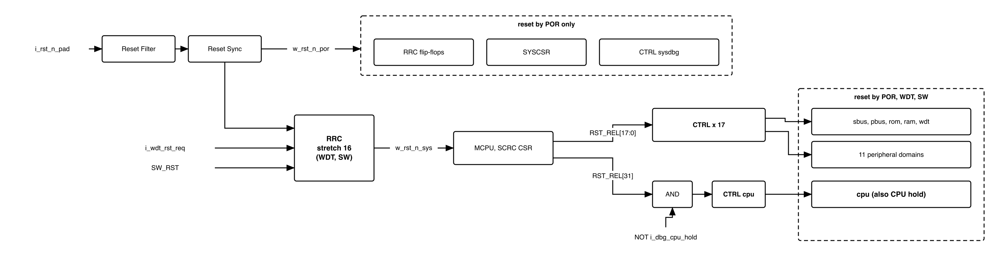 reset by POR only
i_rst_n_pad
Reset Filter
Reset Sync
w_rst_n_por
RRC flip-flops
SYSCSR
CTRL sysdbg
reset by POR, WDT, SW
RRC
stretch 16
(WDT, SW)
i_wdt_rst_req
SW_RST
w_rst_n_sys
MCPU, SCRC CSR
RST_REL[17:0]
CTRL x 17
sbus, pbus, rom, ram, wdt
11 peripheral domains
RST_REL[31]
AND
CTRL cpu
cpu (also CPU hold)
NOT i_dbg_cpu_hold